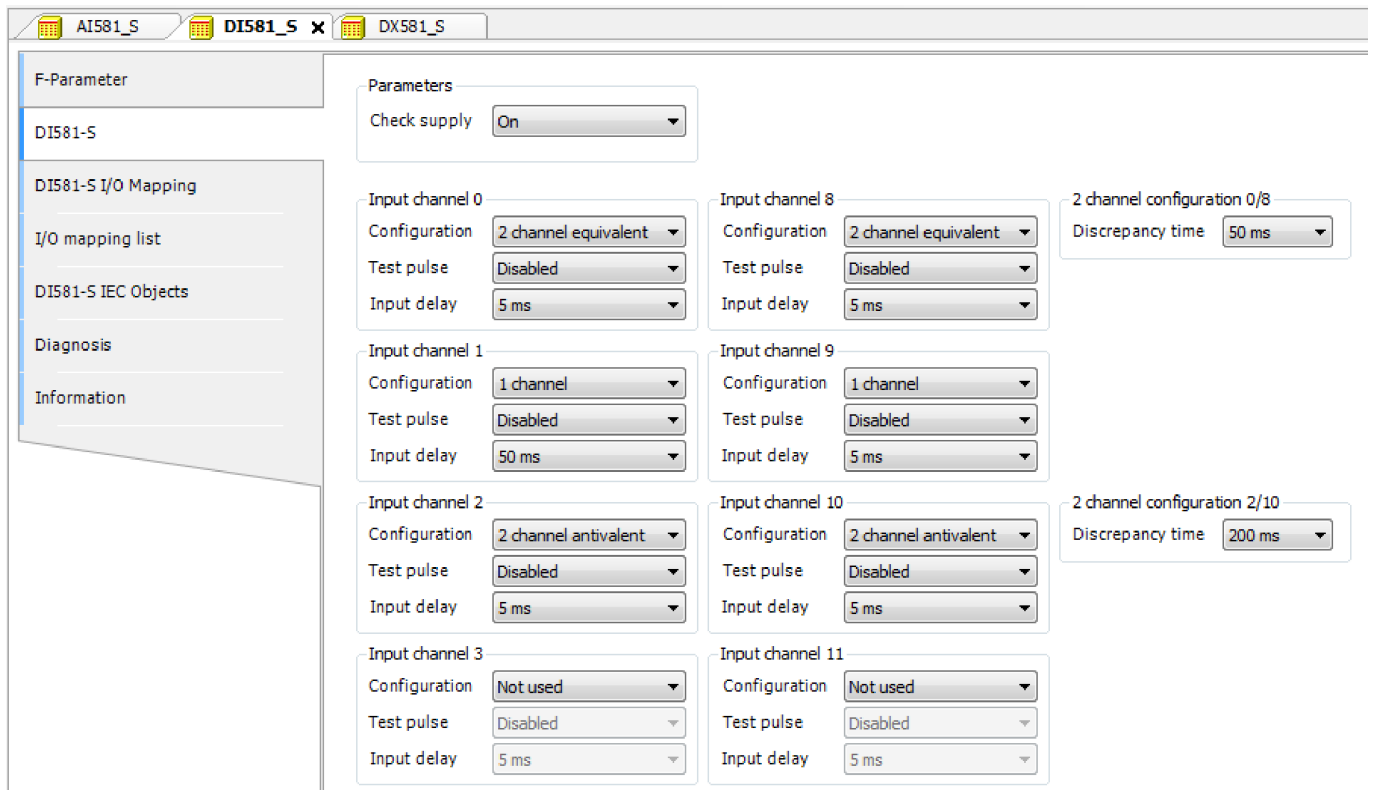 AI581_S DI581_S DX581_S
F-Parameter
DI581-S
DI581-S I/O Mapping
I/O mapping list
DI581-S IEC Objects
Diagnosis
Information
Parameters
Check supply On
Input channel 0
Configuration 2 channel equivalent
Test pulse Disabled
Input delay 5 ms
Input channel 8
Configuration 2 channel equivalent
Test pulse Disabled
Input delay 5 ms
2 channel configuration 0/8
Discrepancy time 50 ms
Input channel 1
Configuration 1 channel
Test pulse Disabled
Input delay 50 ms
Input channel 9
Configuration 1 channel
Test pulse Disabled
Input delay 5 ms
Input channel 2
Configuration 2 channel antivalent
Test pulse Disabled
Input delay 5 ms
Input channel 10
Configuration 2 channel antivalent
Test pulse Disabled
Input delay 5 ms
2 channel configuration 2/10
Discrepancy time 200 ms
Input channel 3
Configuration Not used
Test pulse Disabled
Input delay 5 ms
Input channel 11
Configuration Not used
Test pulse Disabled
Input delay 5 ms